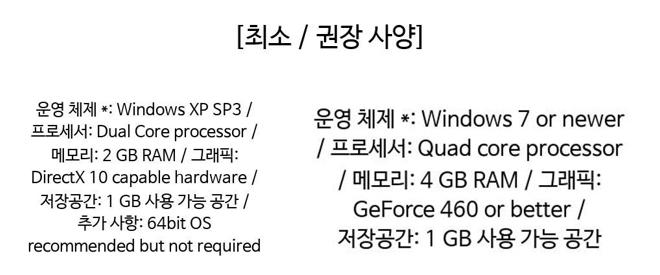 [최소 / 권장 사양]
운영 체제 *: Windows XP SP3 /
프로세서: Dual Core processor /
메모리: 2 GB RAM / 그래픽:
DirectX 10 capable hardware /
저장공간: 1 GB 사용 가능 공간 /
추가 사항: 64bit OS
recommended but not required
운영 체제 *: Windows 7 or newer
/ 프로세서: Quad core processor
/ 메모리: 4 GB RAM / 그래픽:
GeForce 460 or better /
저장공간: 1 GB 사용 가능 공간